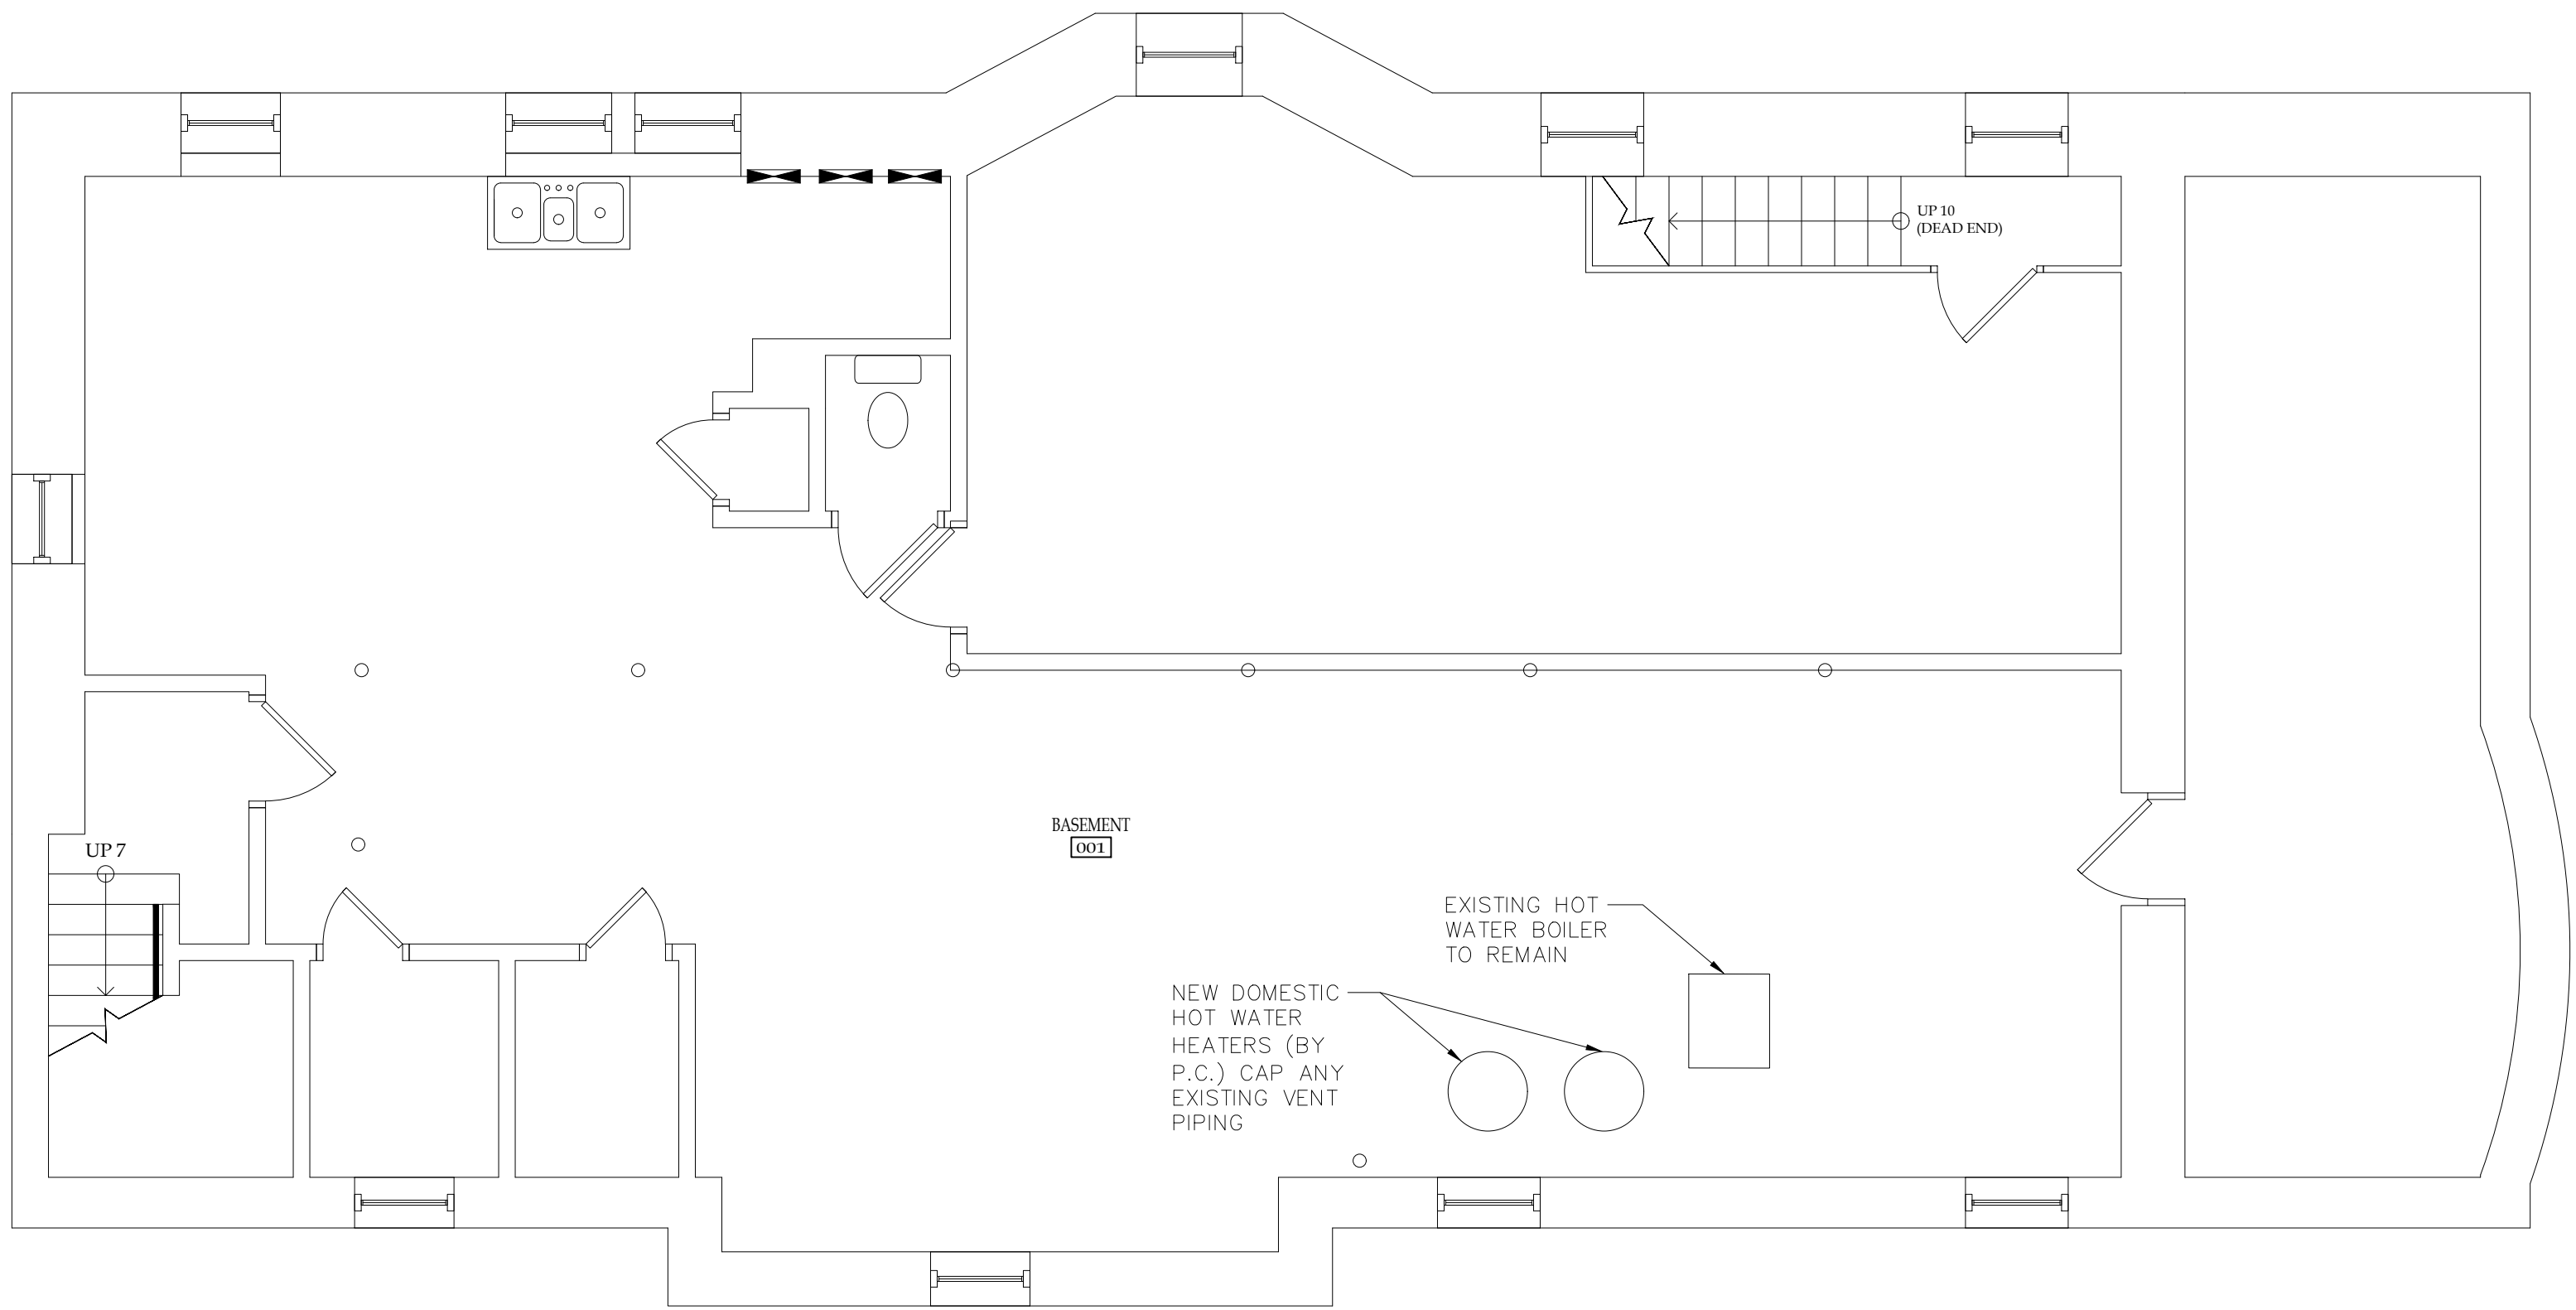 UP 10
(DEAD END)
UP 7
BASEMENT
001
EXISTING HOT
WATER BOILER
TO REMAIN
NEW DOMESTIC
HOT WATER
HEATERS (BY
P.C.) CAP ANY
EXISTING VENT
PIPING